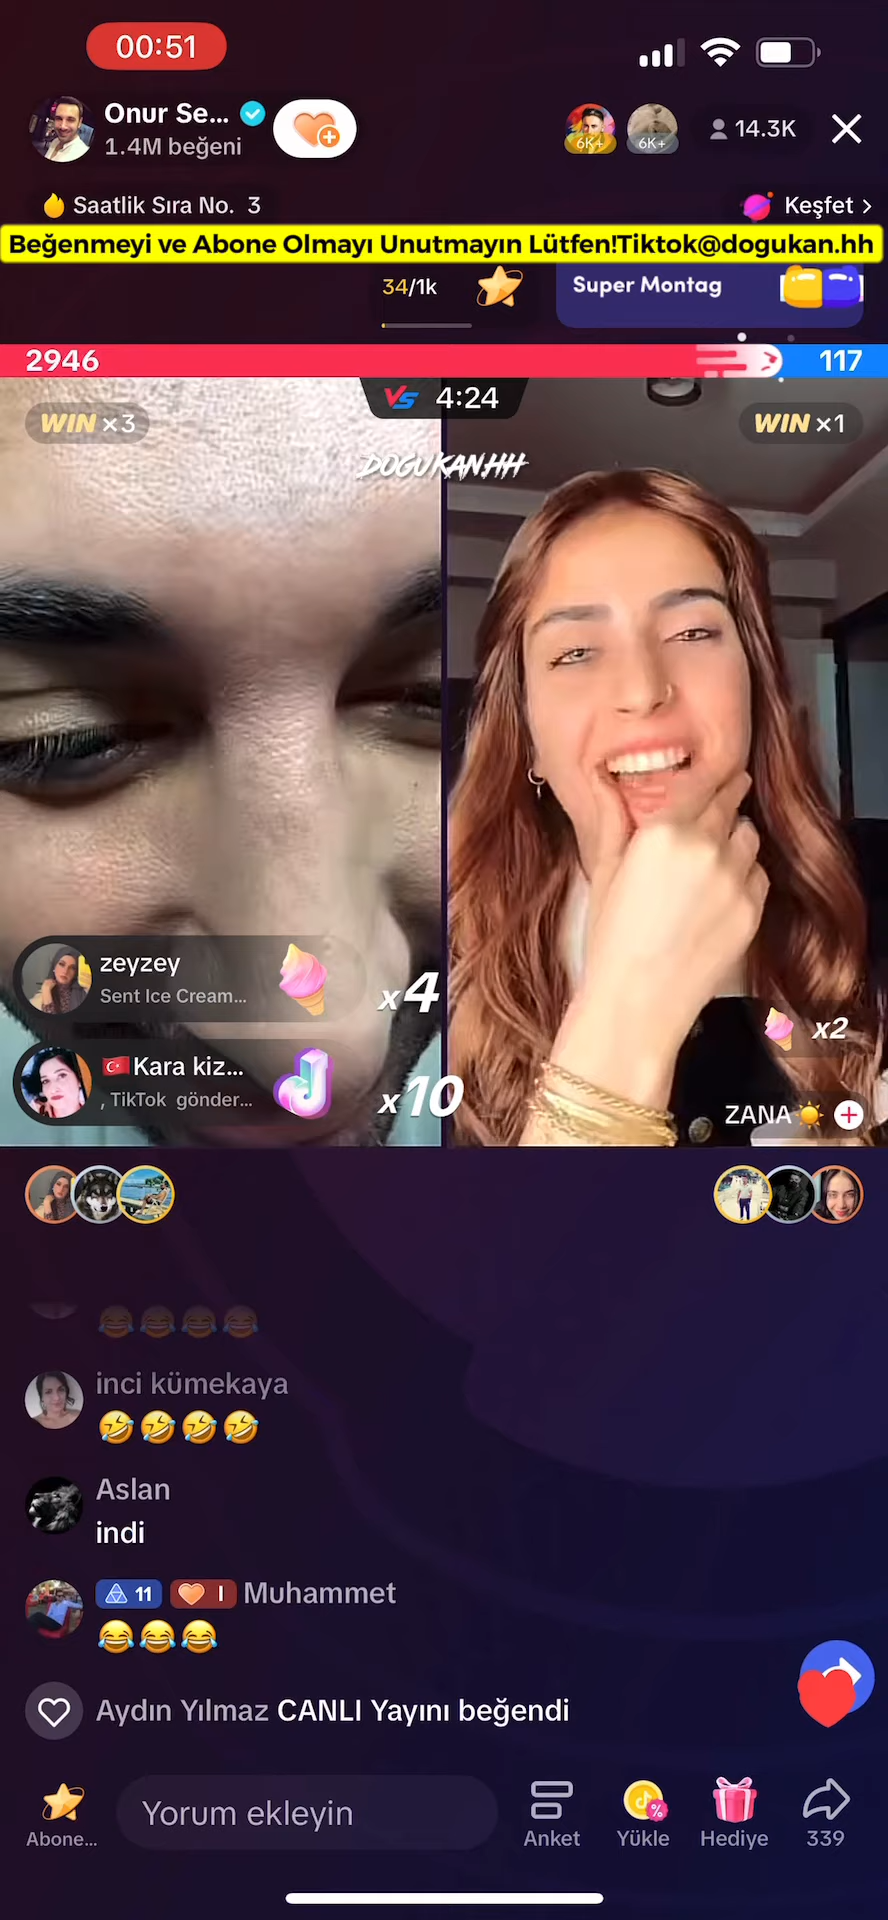 00:51
Onur Se...
1.4M beğeni
6K+
6K+
14.3K
Saatlik Sıra No. 3
Keşfet >
Beğenmeyi ve Abone Olmayı Unutmayın Lütfen!Tiktok@dogukan.hh
34/1k
Super Montag
2946
117
VS 4:24
WIN x3
WIN x1
DOGUKAN.HH
zeyzey
Sent Ice Cream...
x4
Kara kiz...
, TikTok gönder...
x10
x2
ZANA
inci kümekaya
Aslan
indi
11 I Muhammet
Aydın Yılmaz CANLI Yayını beğendi
Abone...
Yorum ekleyin
Anket
Yükle
Hediye
339